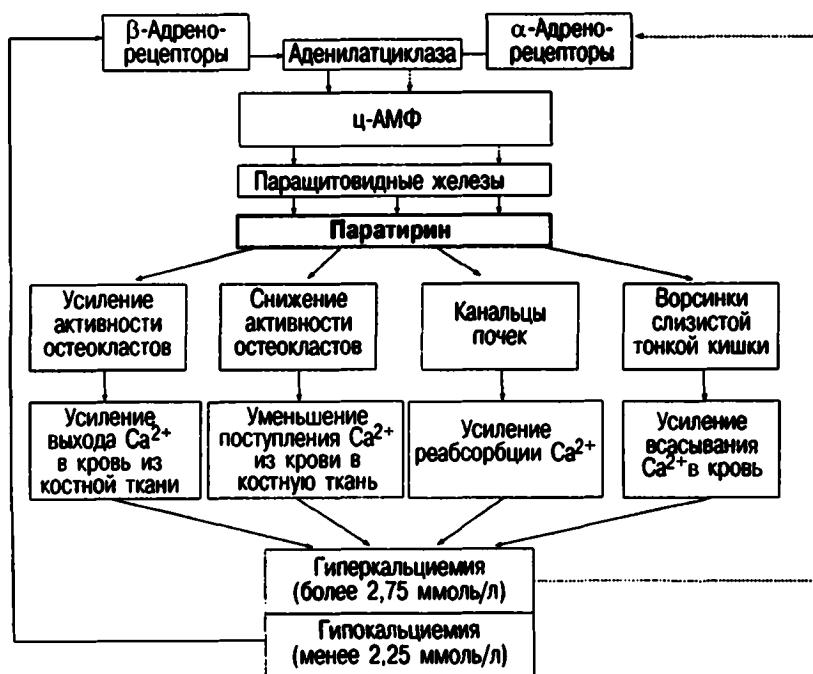 β-Адрено-
рецепторы
Аденилатциклаза
α-Адрено-
рецепторы
ц-АМФ
Паращитовидные железы
Паратирин
Усиление
активности
остеокластов
Снижение
активности
остеокластов
Канальцы
почек
Ворсинки
слизистой
тонкой кишки
Усиление
выхода Ca²⁺
в кровь из
костной ткани
Уменьшение
поступления Ca²⁺
из крови в
костную ткань
Усиление
реабсорбции Ca²⁺
Усиление
всасывания
Ca²⁺ в кровь
Гиперкальциемия
(более 2,75 ммоль/л)
Гипокальциемия
(менее 2,25 ммоль/л)